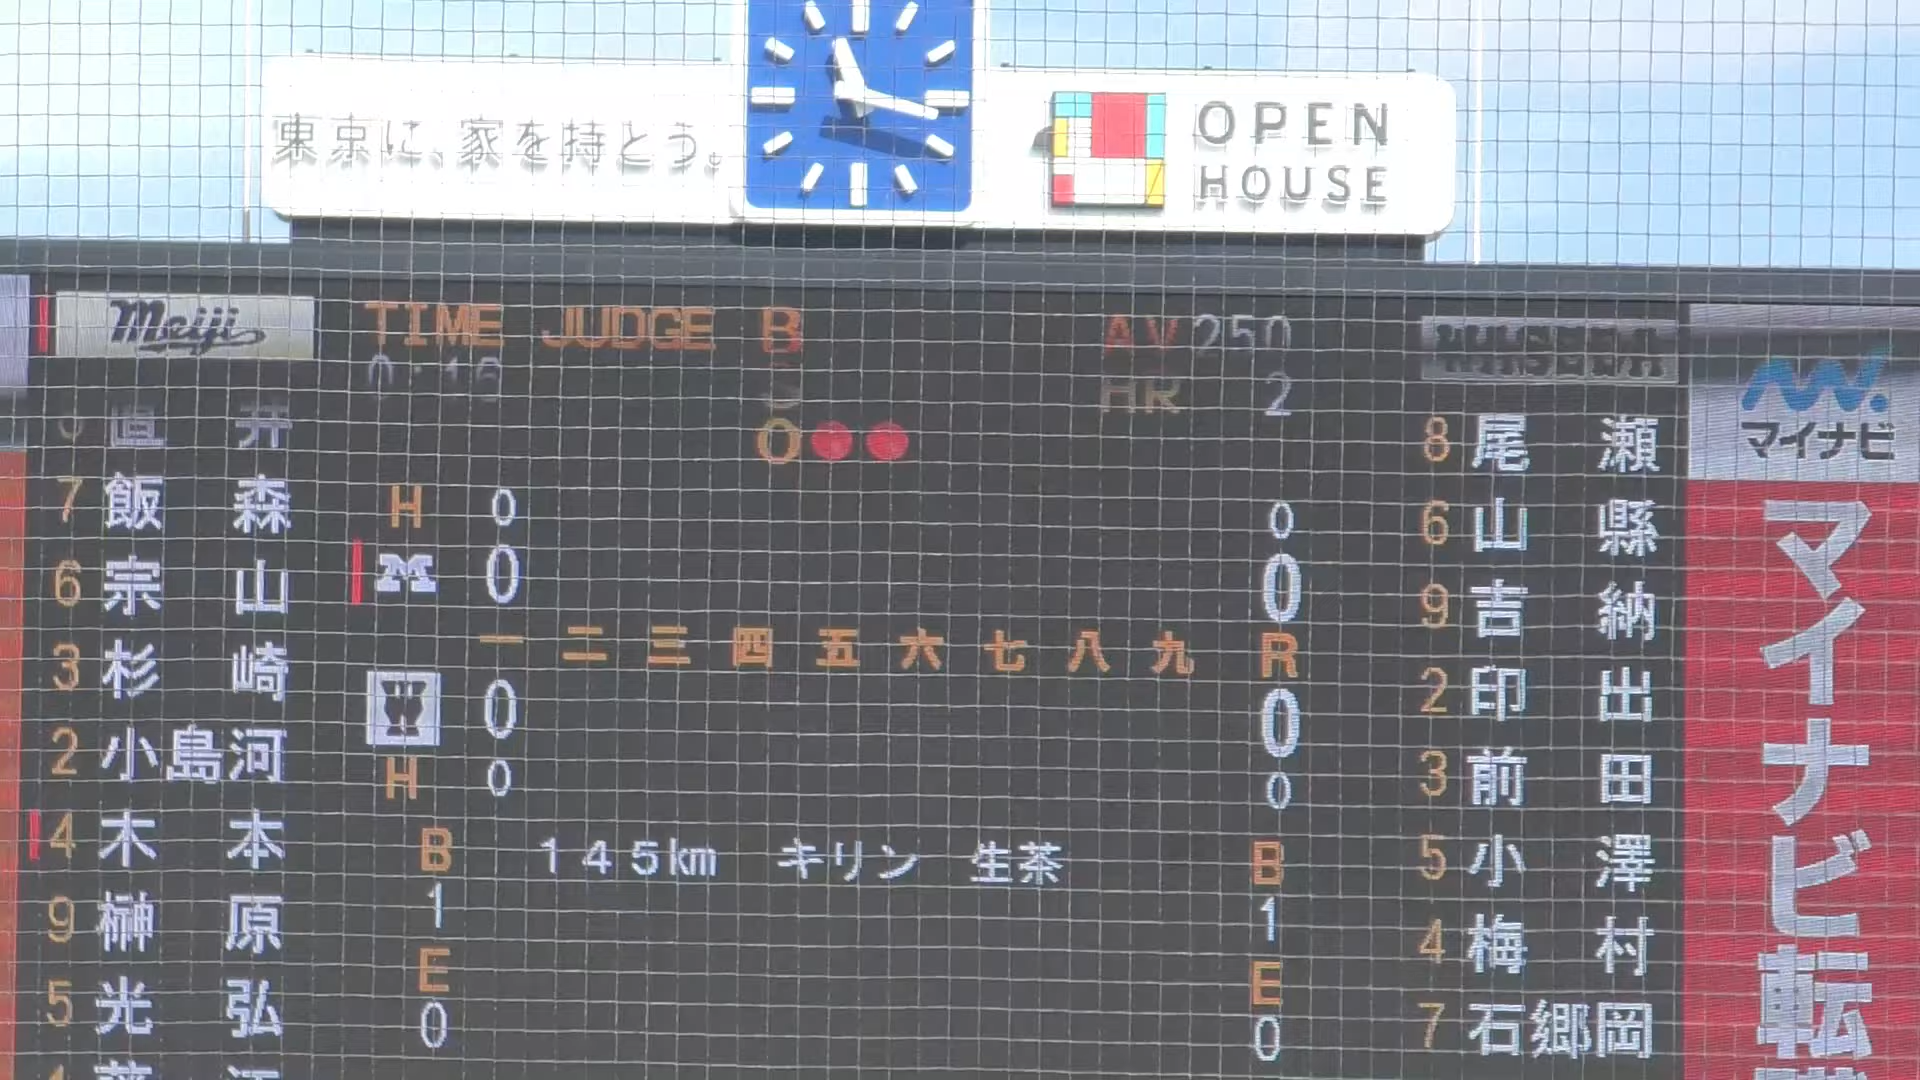 東京に、家を持とう。
OPEN
HOUSE
Meiji
TIME JUDGE B
0:16
AV 250
HR 2
O
直井
7 飯森
6 宗山
3 杉崎
2 小島河
4 木本
9 榊原
5 光弘
H 0 0
M 0 0
一 二 三 四 五 六 七 八 九 R
W 0 0
H 0 0
B 145km キリン 生茶 B
1 1
E E
0 0
WASEDA
8 尾瀬
6 山縣
9 吉納
2 印出
3 前田
5 小澤
4 梅村
7 石郷岡
マイナビ
マイナビ転